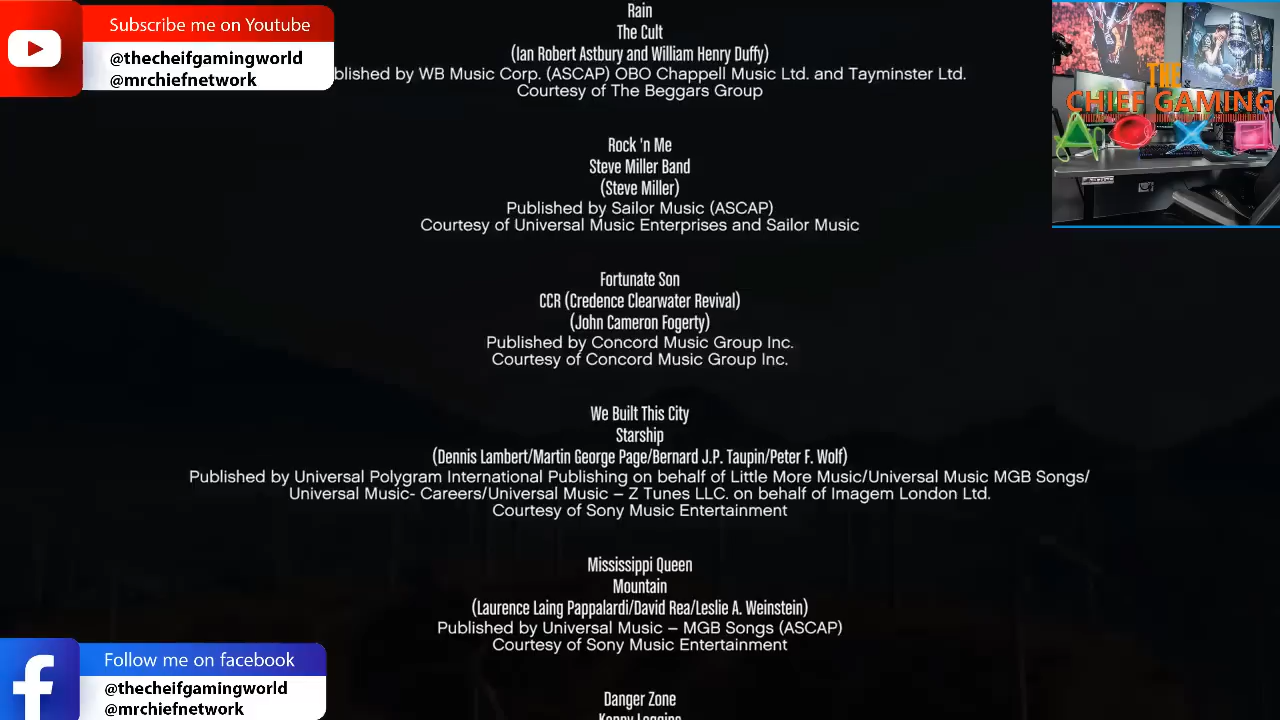 Subscribe me on Youtube
@thecheifgamingworld
@mrchiefnetwork
Rain
The Cult
(Ian Robert Astbury and William Henry Duffy)
blished by WB Music Corp. (ASCAP) OBO Chappell Music Ltd. and Tayminster Ltd.
Courtesy of The Beggars Group
THE
CHIEF GAMING
Rock 'n Me
Steve Miller Band
(Steve Miller)
Published by Sailor Music (ASCAP)
Courtesy of Universal Music Enterprises and Sailor Music
Fortunate Son
CCR (Credence Clearwater Revival)
(John Cameron Fogerty)
Published by Concord Music Group Inc.
Courtesy of Concord Music Group Inc.
We Built This City
Starship
(Dennis Lambert/Martin George Page/Bernard J.P. Taupin/Peter F. Wolf)
Published by Universal Polygram International Publishing on behalf of Little More Music/Universal Music MGB Songs/
Universal Music- Careers/Universal Music – Z Tunes LLC. on behalf of Imagem London Ltd.
Courtesy of Sony Music Entertainment
Mississippi Queen
Mountain
(Laurence Laing Pappalardi/David Rea/Leslie A. Weinstein)
Published by Universal Music – MGB Songs (ASCAP)
Courtesy of Sony Music Entertainment
Danger Zone
Kenny Loggins
Follow me on facebook
@thecheifgamingworld
@mrchiefnetwork